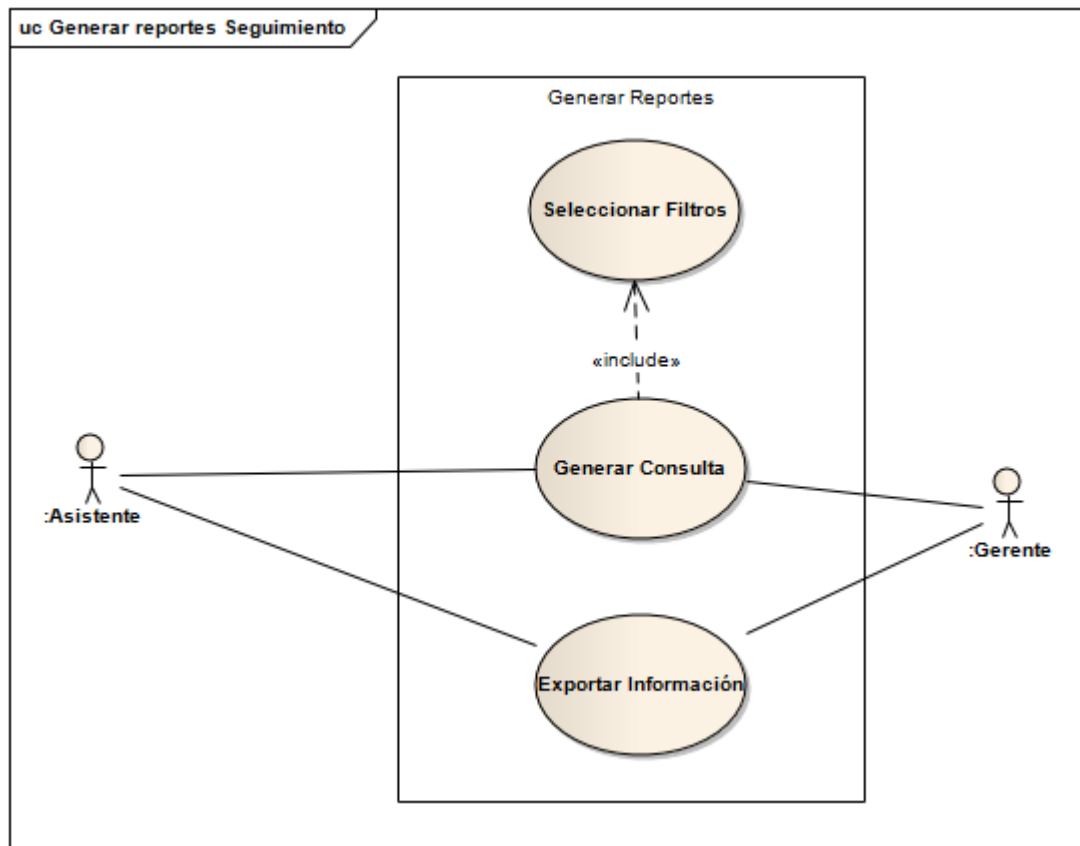 uc Generar reportes Seguimiento
Generar Reportes
Seleccionar Filtros
«include»
Generar Consulta
:Asistente
:Gerente
Exportar Información